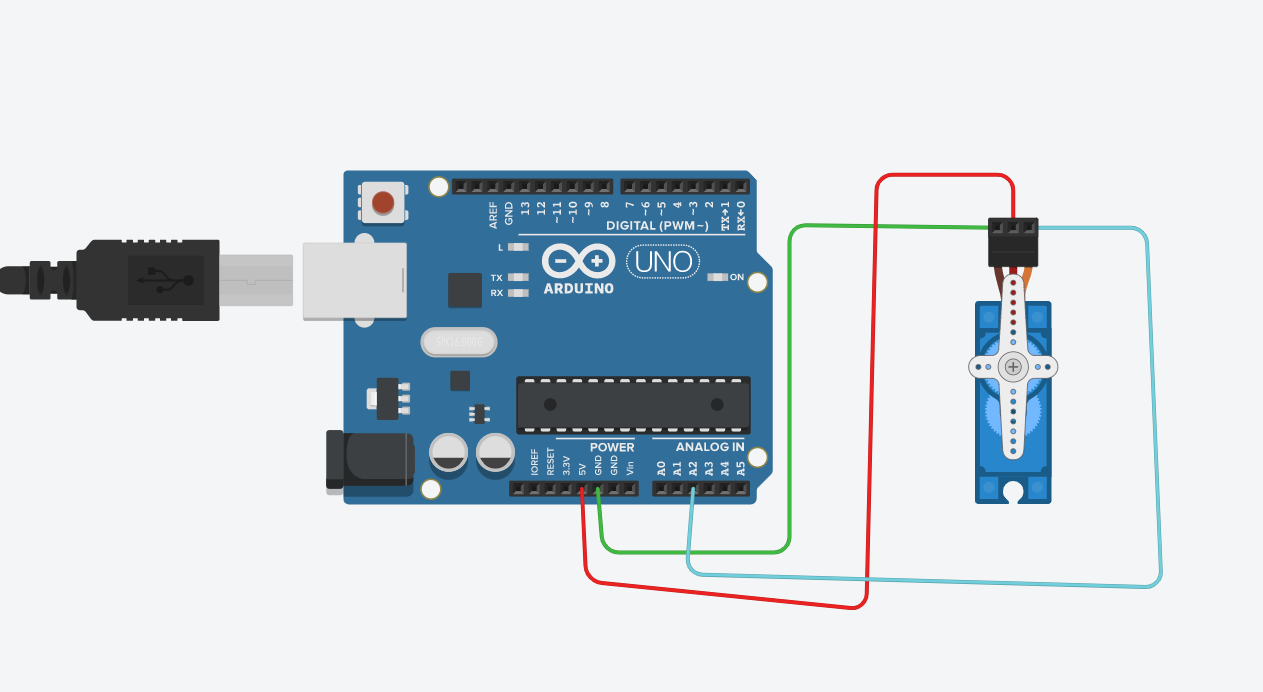 AREF
GND
13
12
~11
~10
~9
8
7
~6
~5
4
~3
2
TX→1
RX←0
DIGITAL (PWM~)
L
TX
RX
ARDUINO
UNO
ON
POWER
ANALOG IN
IOREF
RESET
3.3V
5V
GND
GND
Vin
A0
A1
A2
A3
A4
A5